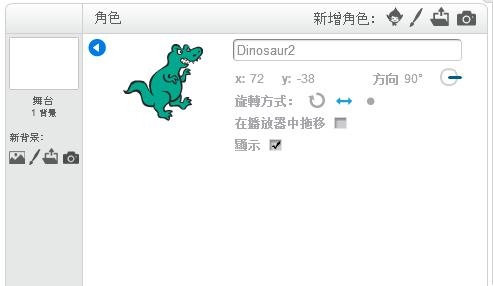 角色
新增角色:
舞台
1 背景
新背景:
Dinosaur2
x: 72 y: -38 方向 90°
旋轉方式:
在播放器中拖移
顯示